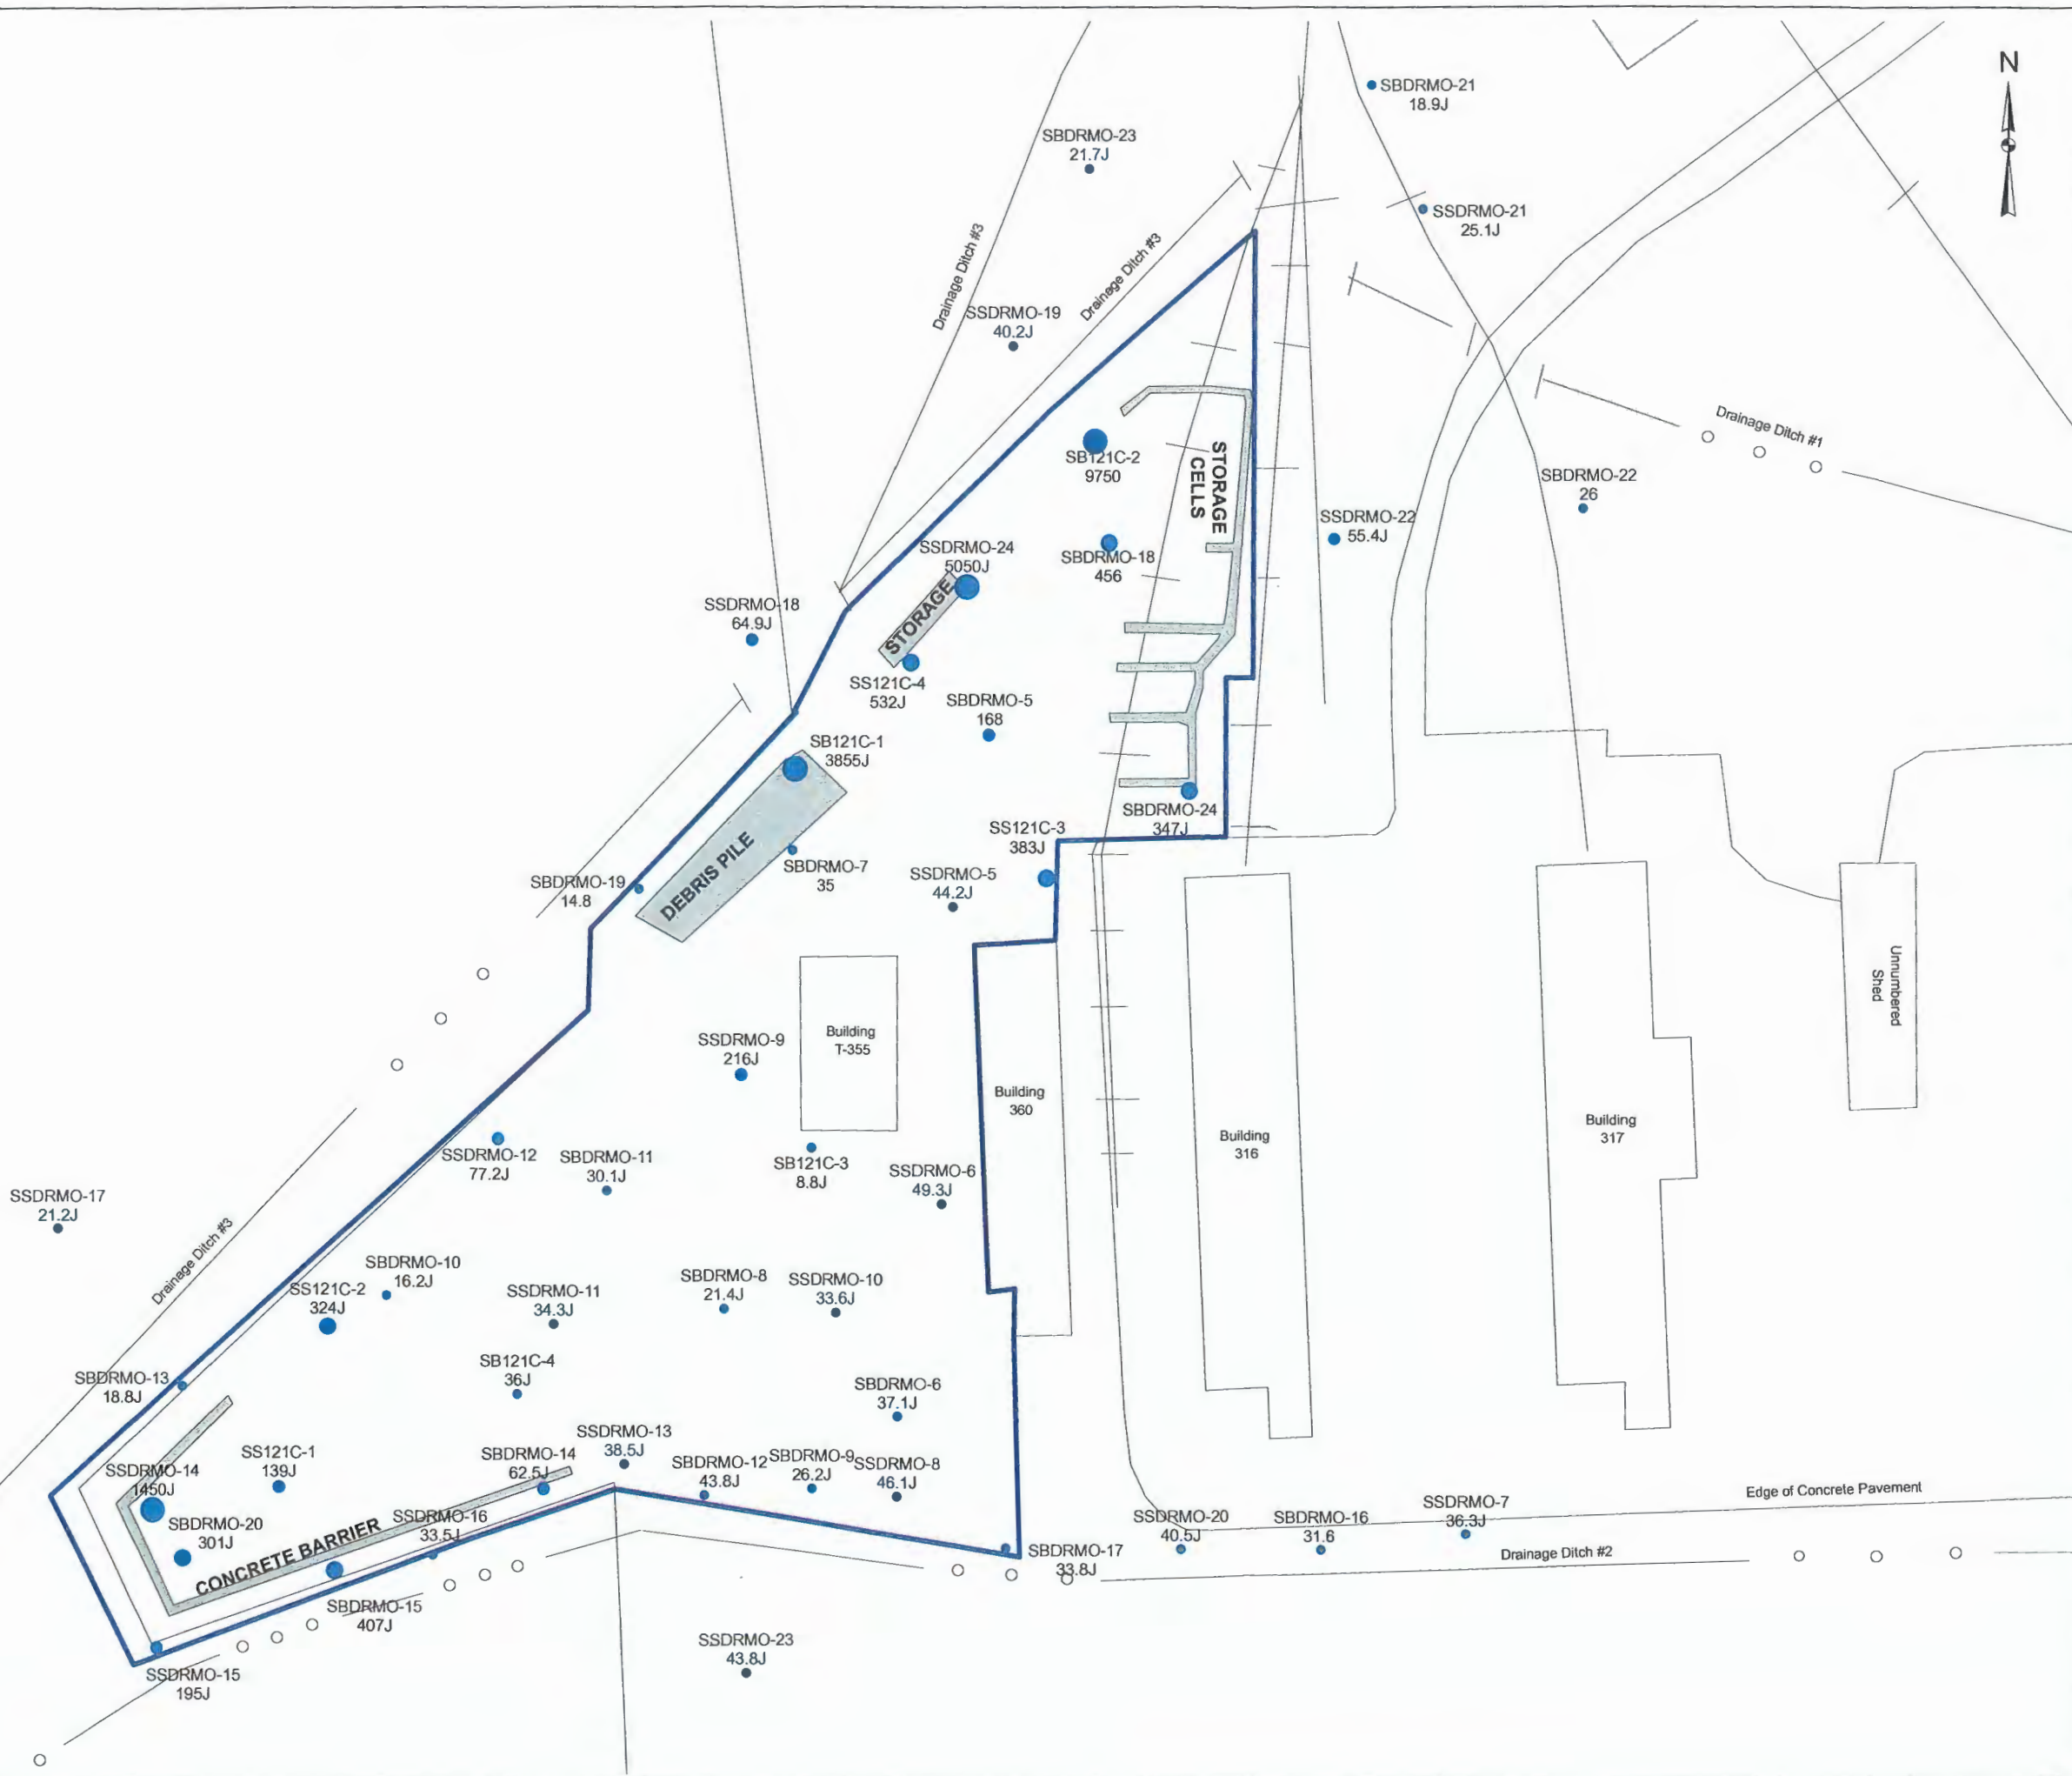 N
SBDRMO-21
18.9J
SBDRMO-23
21.7J
SSDRMO-21
25.1J
Drainage Ditch #3
Drainage Ditch #3
SSDRMO-19
40.2J
Drainage Ditch #1
SB121C-2
9750
STORAGE
CELLS
SBDRMO-22
26
SSDRMO-22
55.4J
SSDRMO-24
5050J
SBDRMO-18
456
STORAGE
SSDRMO-18
64.9J
SS121C-4
532J
SBDRMO-5
168
SB121C-1
3855J
SBDRMO-24
347J
SS121C-3
383J
DEBRIS PILE
SBDRMO-7
35
SSDRMO-5
44.2J
SBDRMO-19
14.8
Unnumbered
Shed
Building
T-355
SSDRMO-9
216J
Building
360
Building
316
Building
317
SSDRMO-12
77.2J
SBDRMO-11
30.1J
SB121C-3
8.8J
SSDRMO-6
49.3J
SSDRMO-17
21.2J
Drainage Ditch #3
SBDRMO-10
16.2J
SS121C-2
324J
SSDRMO-11
34.3J
SBDRMO-8
21.4J
SSDRMO-10
33.6J
SBDRMO-13
18.8J
SB121C-4
36J
SBDRMO-6
37.1J
SSDRMO-13
38.5J
SS121C-1
139J
SBDRMO-14
62.5J
SBDRMO-12
43.8J
SBDRMO-9
26.2J
SSDRMO-8
46.1J
SSDRMO-14
1450J
SBDRMO-20
301J
CONCRETE BARRIER
SSDRMO-16
33.5J
Edge of Concrete Pavement
SSDRMO-20
40.5J
SBDRMO-16
31.6
SSDRMO-7
36.3J
SBDRMO-17
33.8J
Drainage Ditch #2
SBDRMO-15
407J
SSDRMO-23
43.8J
SSDRMO-15
195J